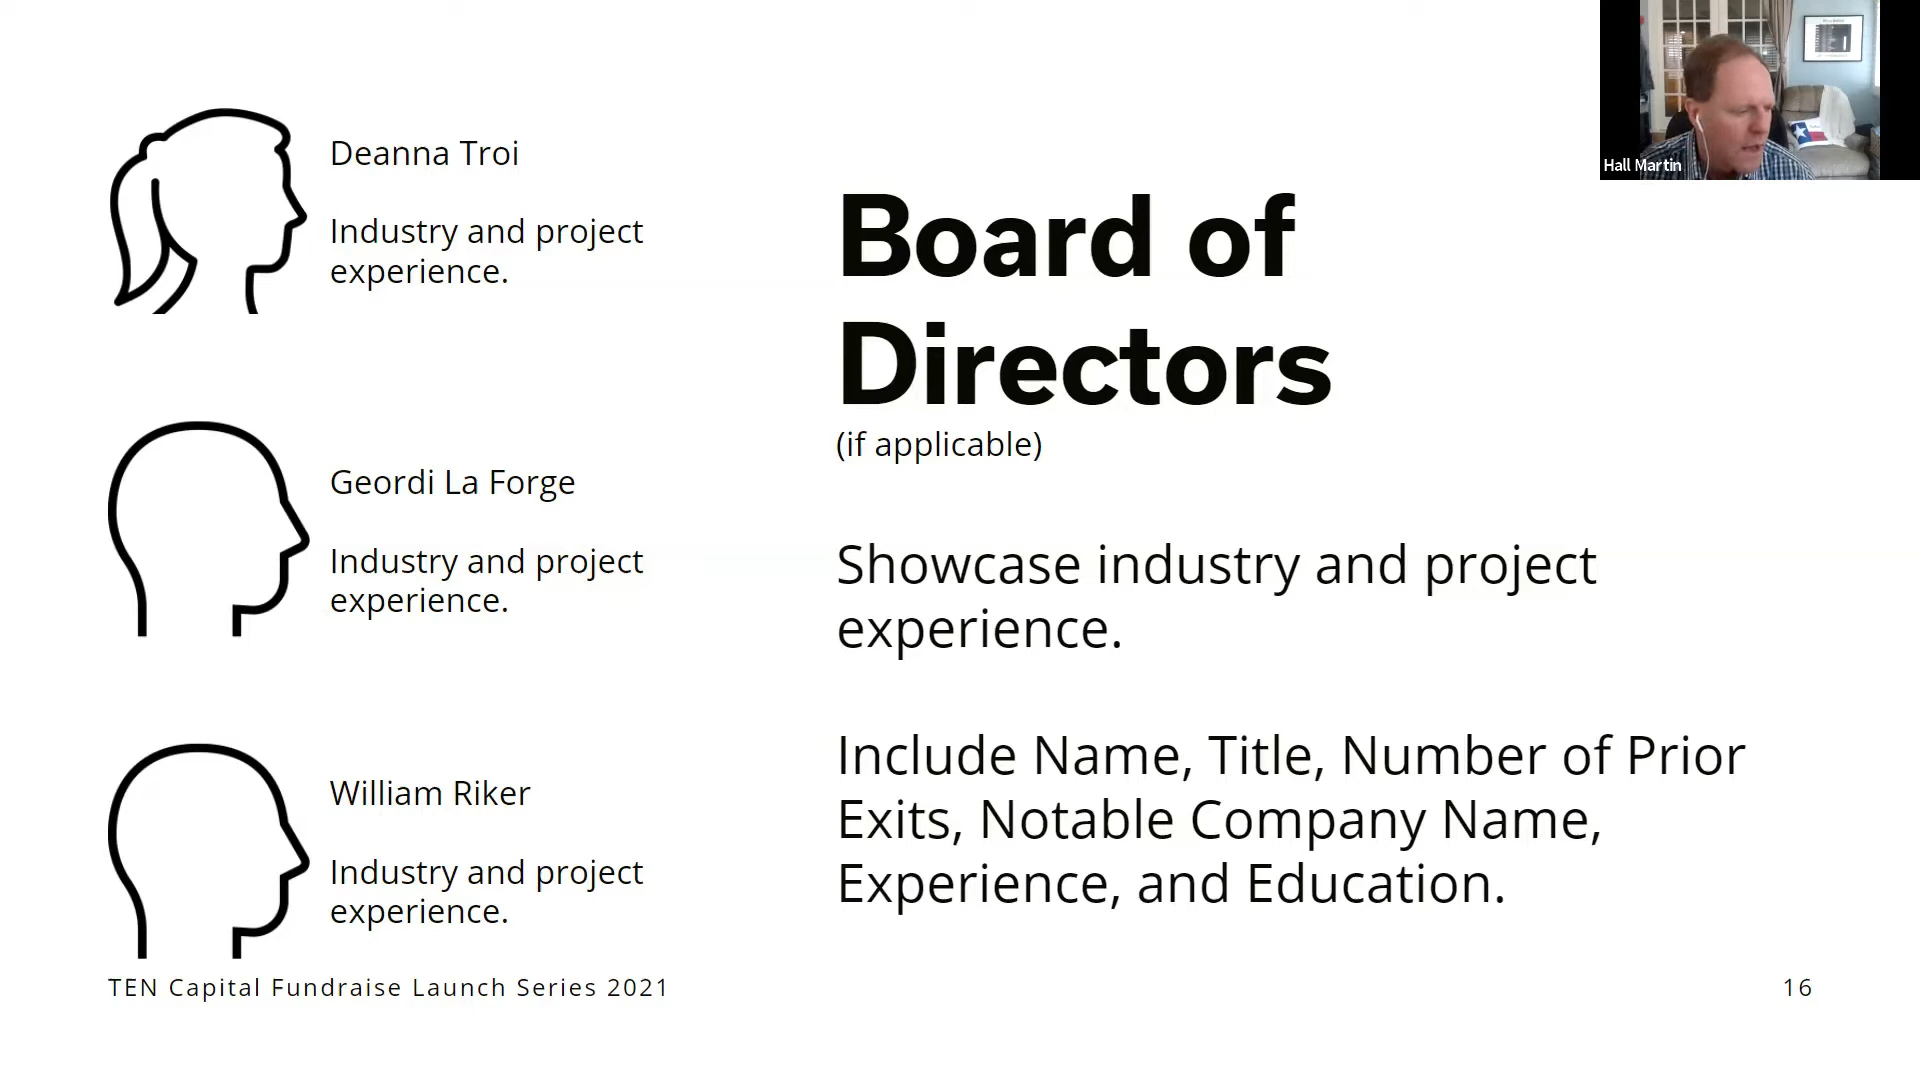 Deanna Troi
Industry and project
experience.
Geordi La Forge
Industry and project
experience.
William Riker
Industry and project
experience.
Board of
Directors
(if applicable)
Showcase industry and project
experience.
Include Name, Title, Number of Prior
Exits, Notable Company Name,
Experience, and Education.
TEN Capital Fundraise Launch Series 2021
16
Hall Martin